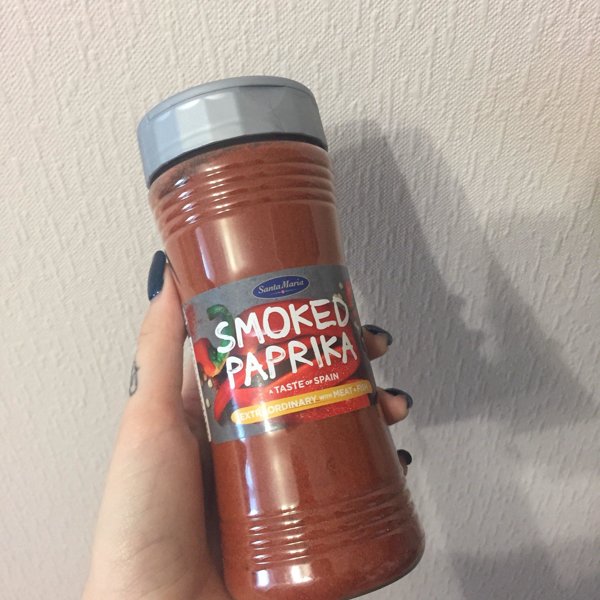 Santa Maria
SMOKED
PAPRIKA
A TASTE OF SPAIN
EXTRAORDINARY WITH MEAT +